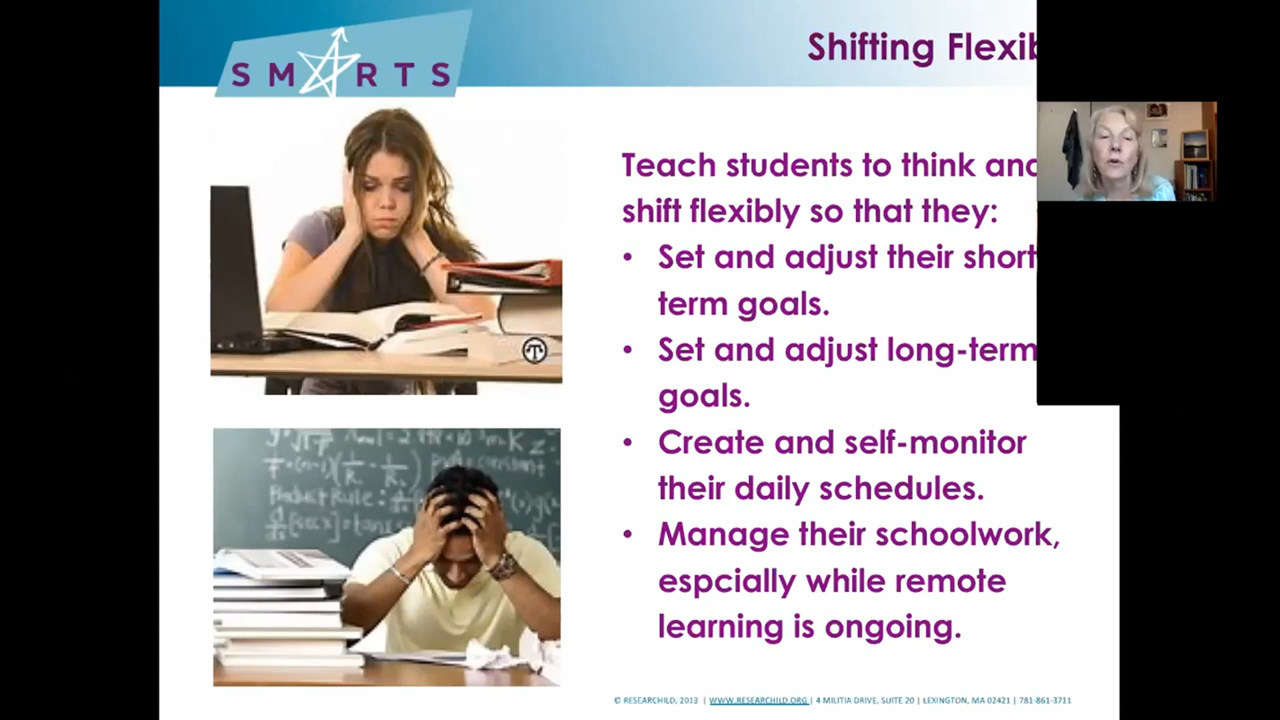 SMARTS
Shifting Flexib
Teach students to think and
shift flexibly so that they:
• Set and adjust their short
term goals.
• Set and adjust long-term
goals.
• Create and self-monitor
their daily schedules.
• Manage their schoolwork,
espcially while remote
learning is ongoing.
Product Rule :
© RESEARCHILD, 2013 | WWW.RESEARCHILD.ORG | 4 MILITIA DRIVE, SUITE 20 | LEXINGTON, MA 02421 | 781-861-3711